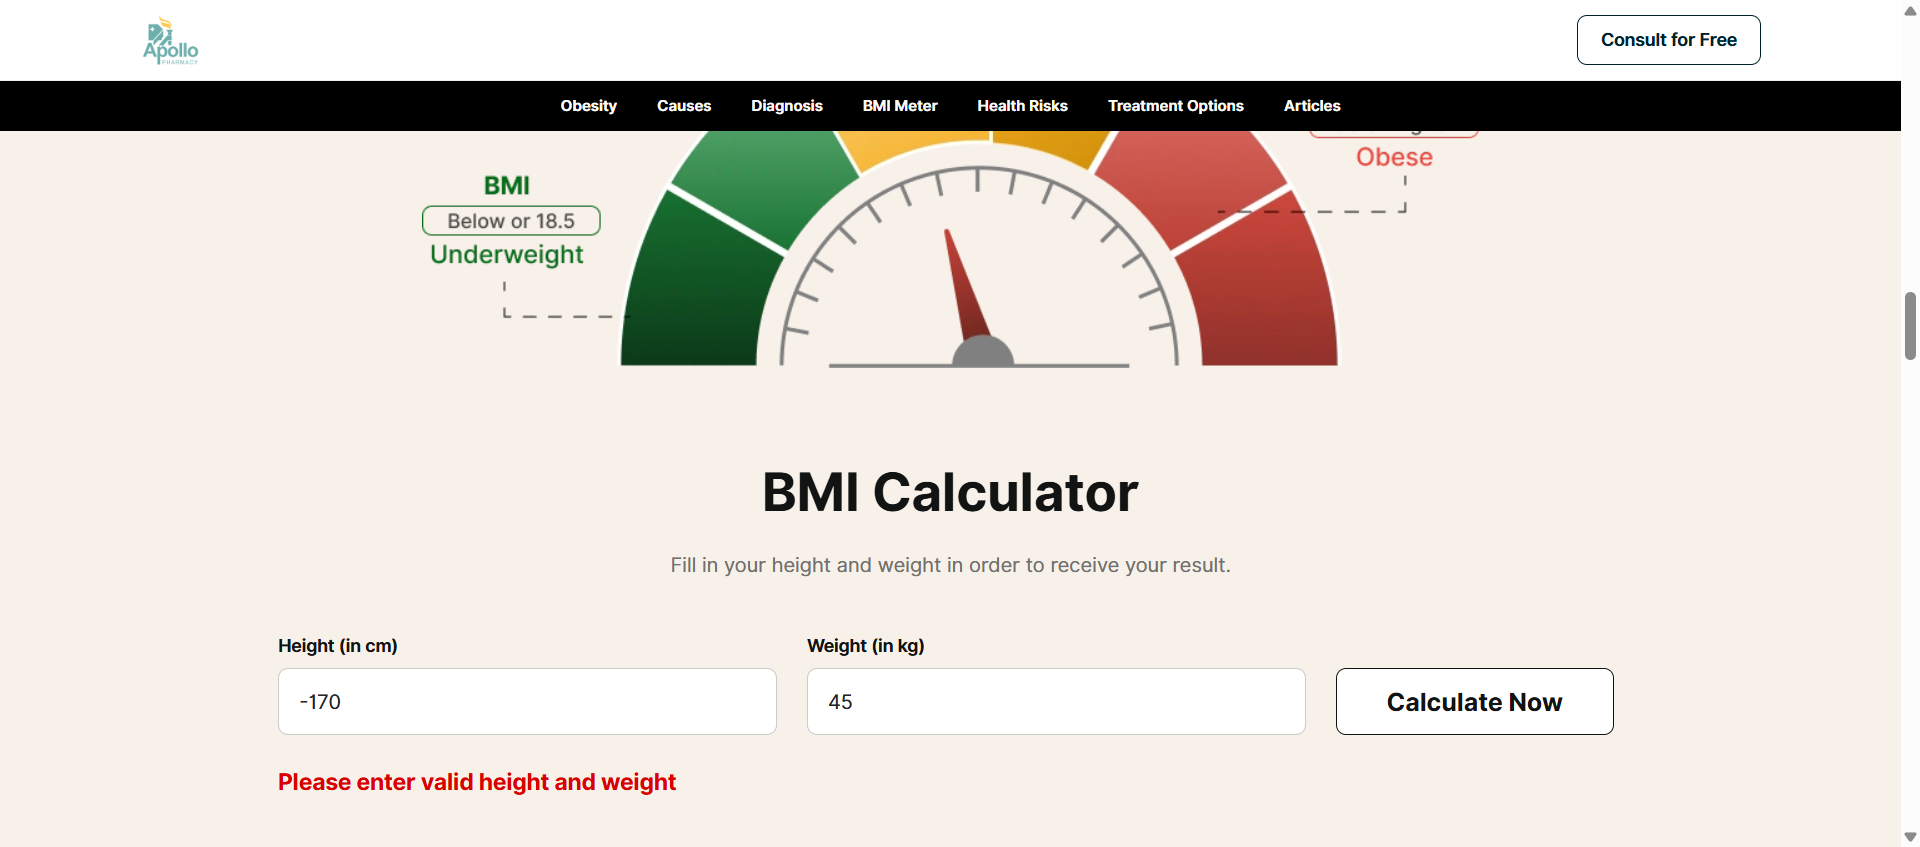 Apollo
PHARMACY
Consult for Free
Obesity Causes Diagnosis BMI Meter Health Risks Treatment Options Articles
Obese
BMI
Below or 18.5
Underweight
BMI Calculator
Fill in your height and weight in order to receive your result.
Height (in cm) Weight (in kg)
-170 45 Calculate Now
Please enter valid height and weight